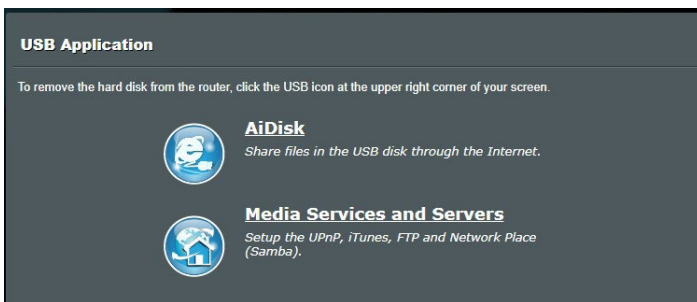 USB Application
To remove the hard disk from the router, click the USB icon at the upper right corner of your screen.
AiDisk
Share files in the USB disk through the Internet.
Media Services and Servers
Setup the UPnP, iTunes, FTP and Network Place
(Samba).